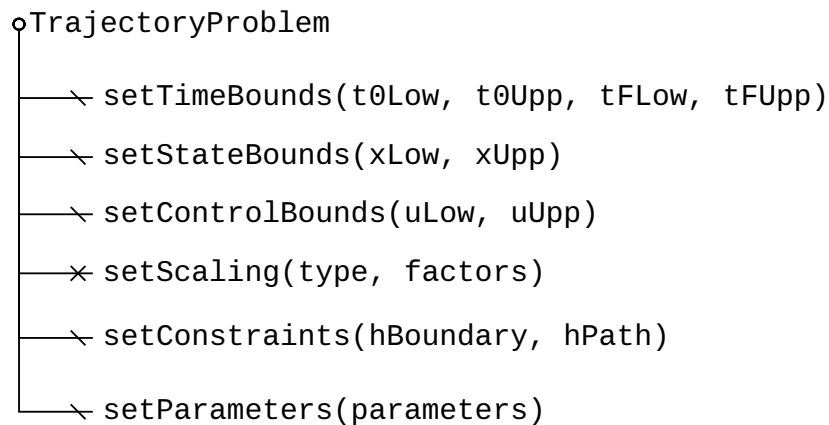 TrajectoryProblem
setTimeBounds(t0Low, t0Upp, tFLow, tFUpp)
setStateBounds(xLow, xUpp)
setControlBounds(uLow, uUpp)
setScaling(type, factors)
setConstraints(hBoundary, hPath)
setParameters(parameters)